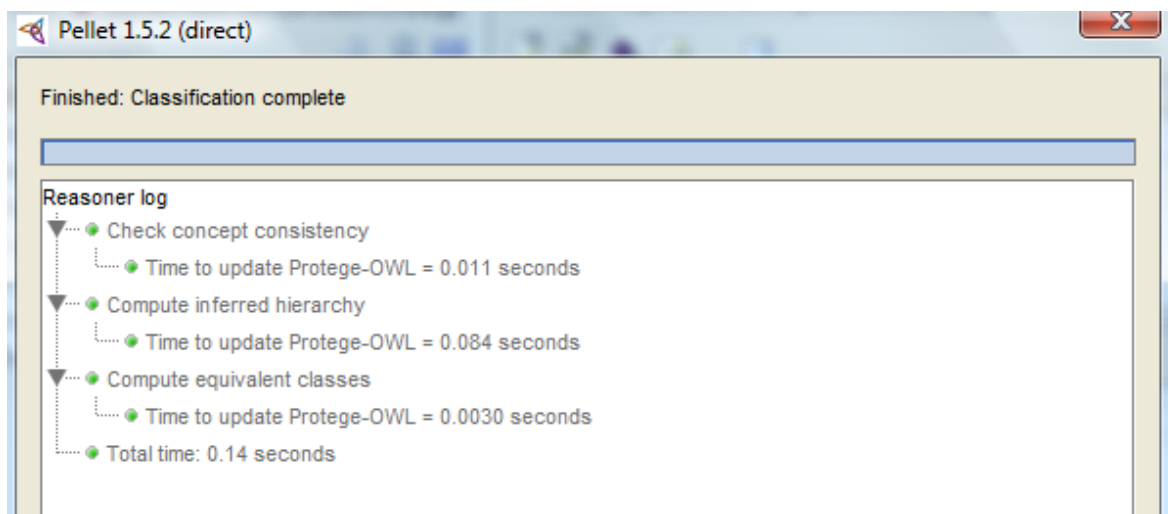 Pellet 1.5.2 (direct)
Finished: Classification complete
Reasoner log
Check concept consistency
Time to update Protege-OWL = 0.011 seconds
Compute inferred hierarchy
Time to update Protege-OWL = 0.084 seconds
Compute equivalent classes
Time to update Protege-OWL = 0.0030 seconds
Total time: 0.14 seconds